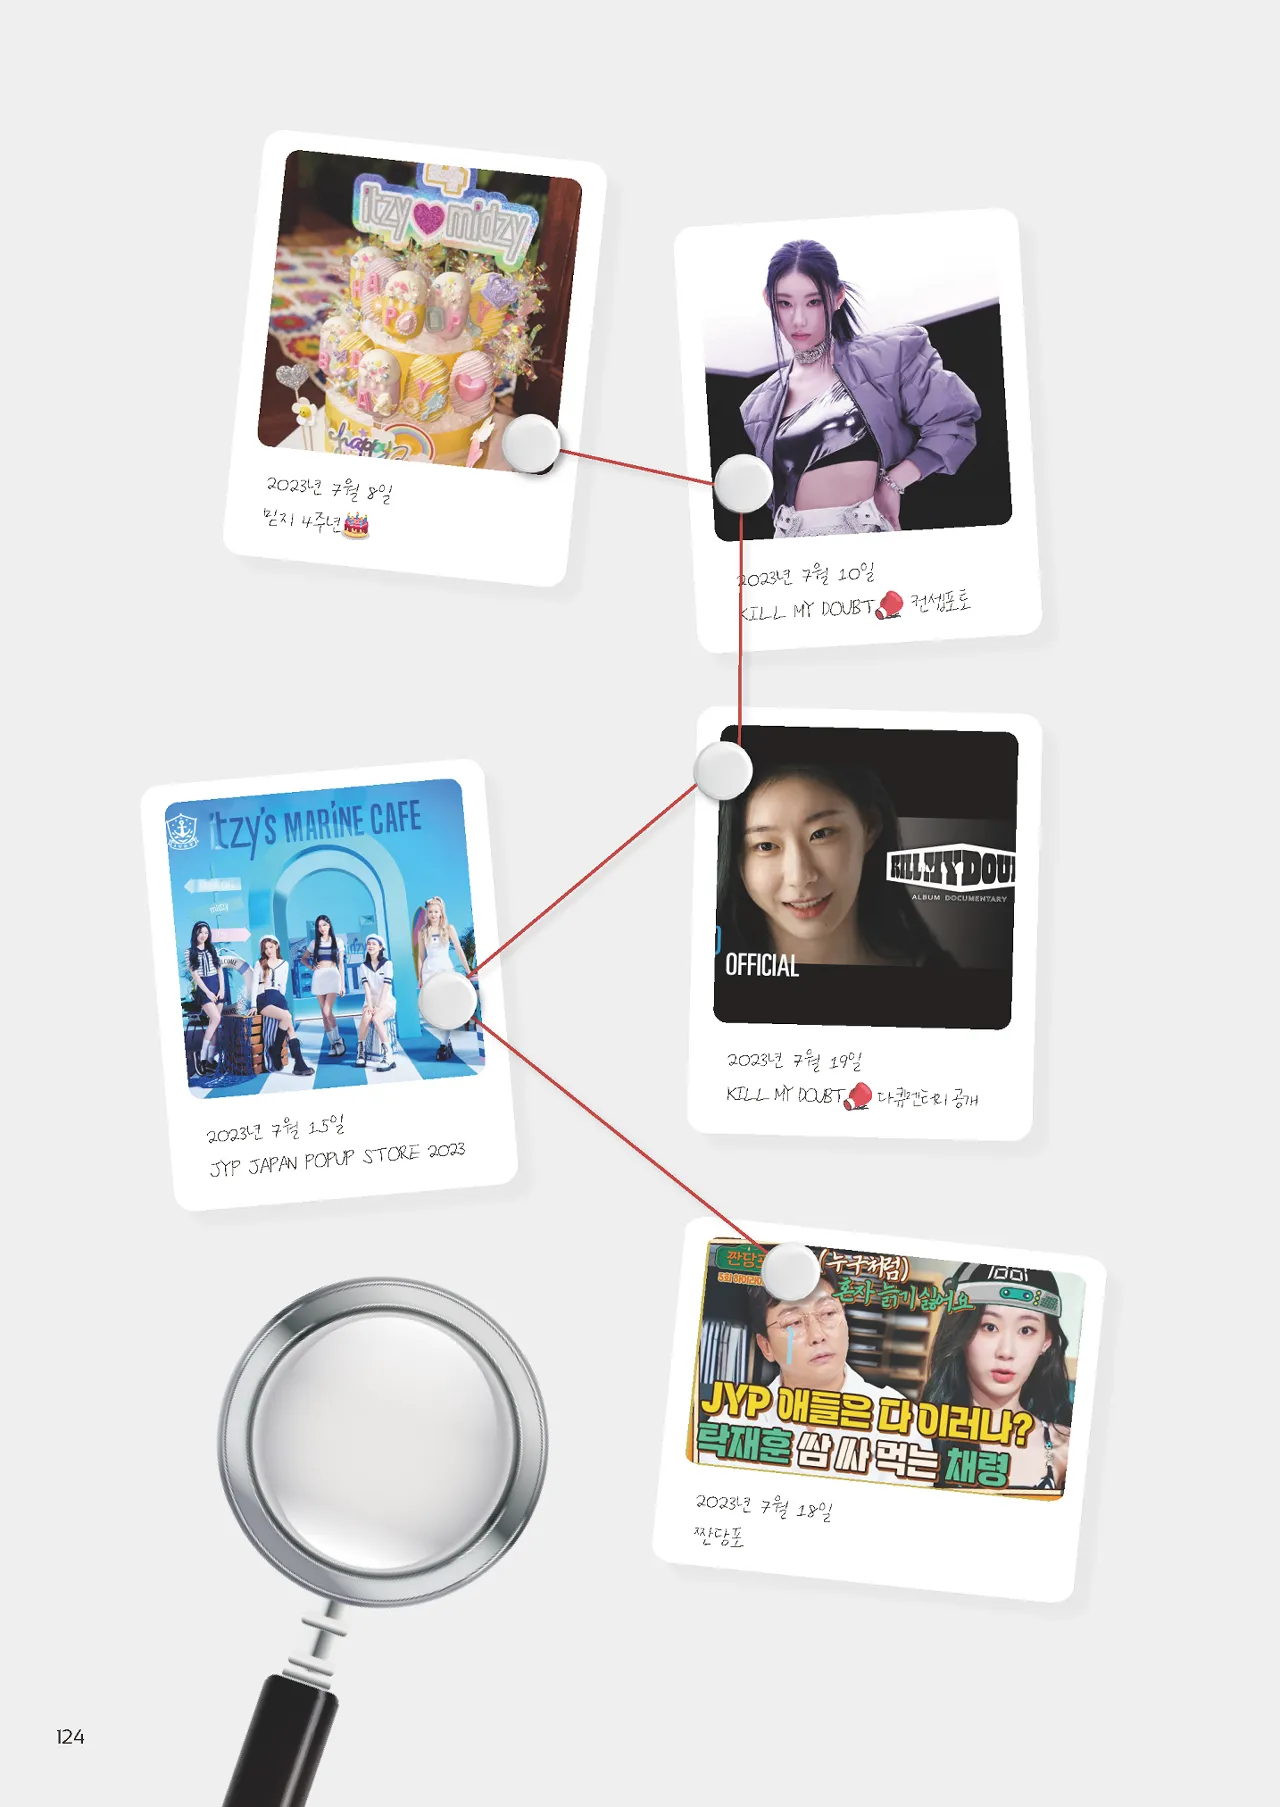 4
itzy midzy
HAPPY
happy
2023년 7월 8일
믿지 4주년
2023년 7월 10일
KILL MY DOUBT 컨셉포토
itzy's MARINE CAFE
midzy
2023년 7월 15일
JYP JAPAN POPUP STORE 2023
KILL MY DOU
ALBUM DOCUMENTARY
OFFICIAL
2023년 7월 19일
KILL MY DOUBT 다큐멘터리 공개
짠당포
(누구처럼)
혼자 늙기 싫어요
JYP 애들은 다 이러나?
탁재훈 쌈 싸 먹는 채령
2023년 7월 18일
짠당포
124